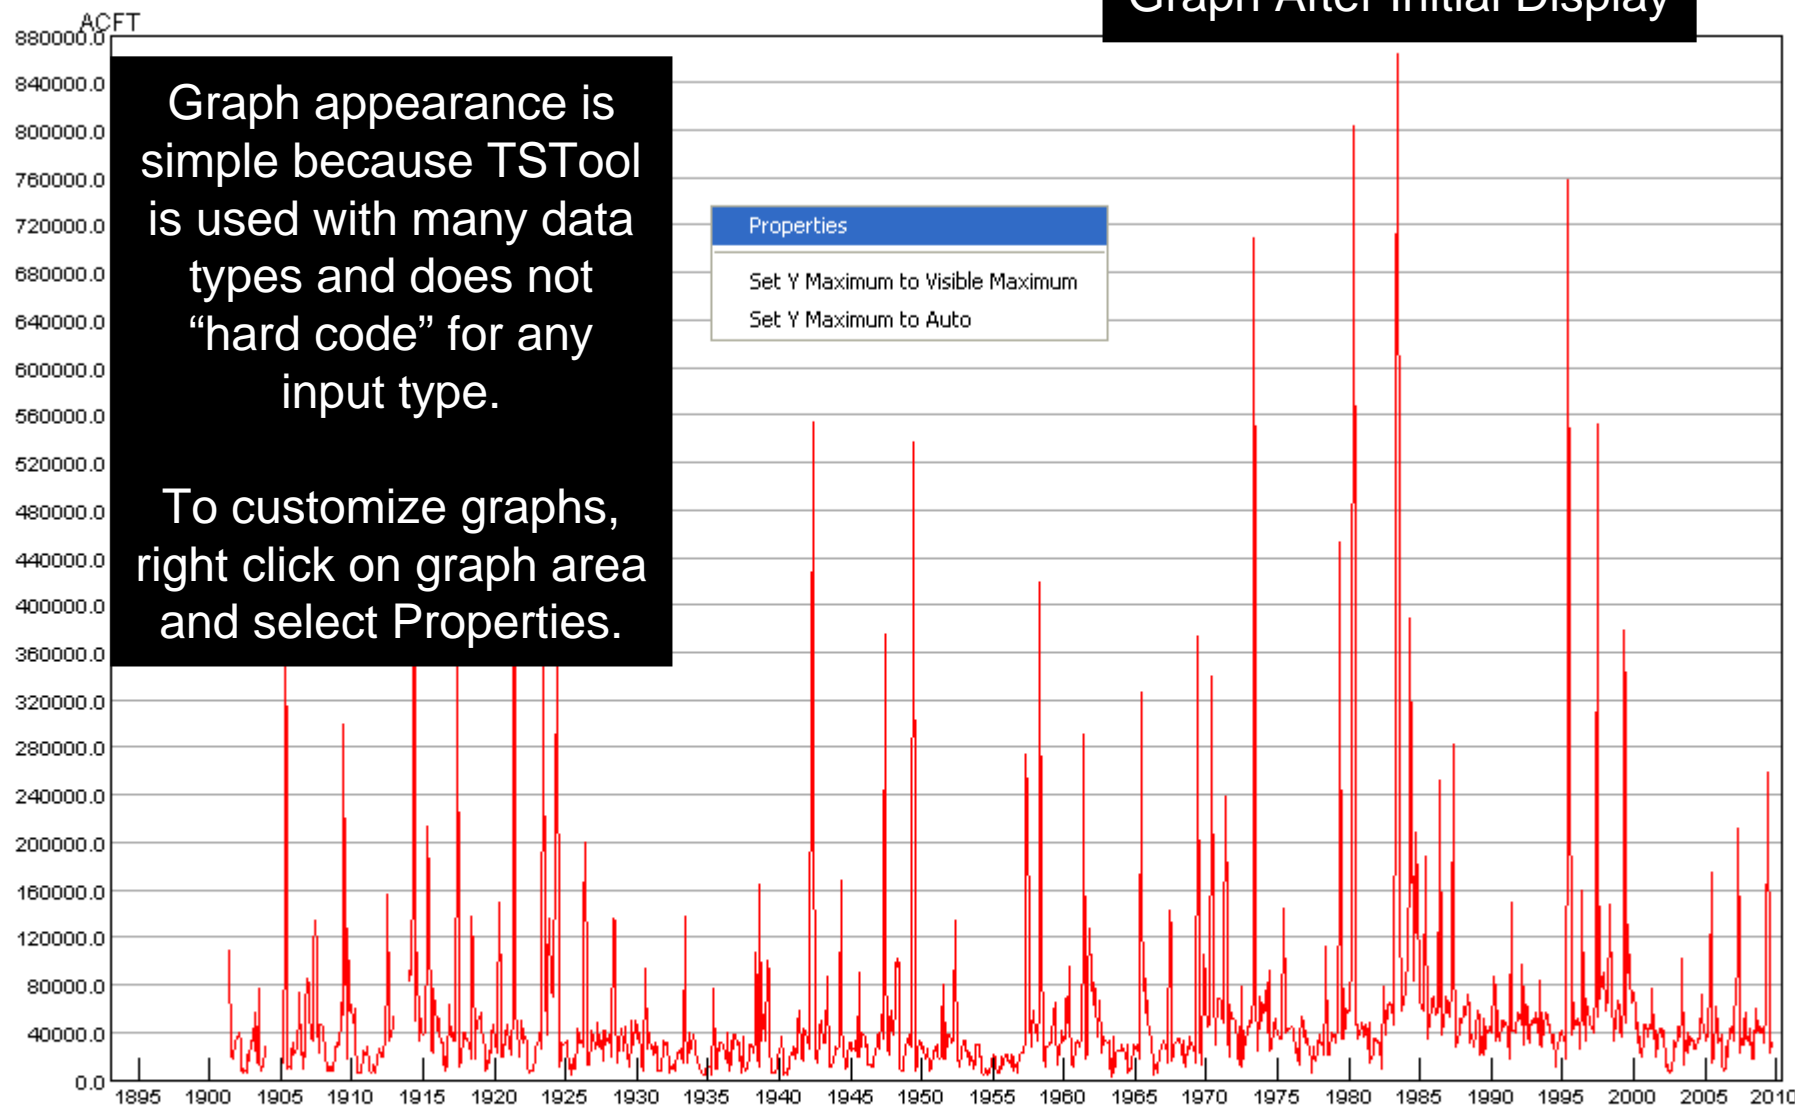 Graph After Initial Display
ACFT
880000.0
840000.0
800000.0
760000.0
720000.0
680000.0
640000.0
600000.0
560000.0
520000.0
480000.0
440000.0
400000.0
360000.0
320000.0
280000.0
240000.0
200000.0
160000.0
120000.0
80000.0
40000.0
0.0
Graph appearance is
simple because TSTool
is used with many data
types and does not
“hard code” for any
input type.
To customize graphs,
right click on graph area
and select Properties.
Properties
Set Y Maximum to Visible Maximum
Set Y Maximum to Auto
1895 1900 1905 1910 1915 1920 1925 1930 1935 1940 1945 1950 1955 1960 1965 1970 1975 1980 1985 1990 1995 2000 2005 2010